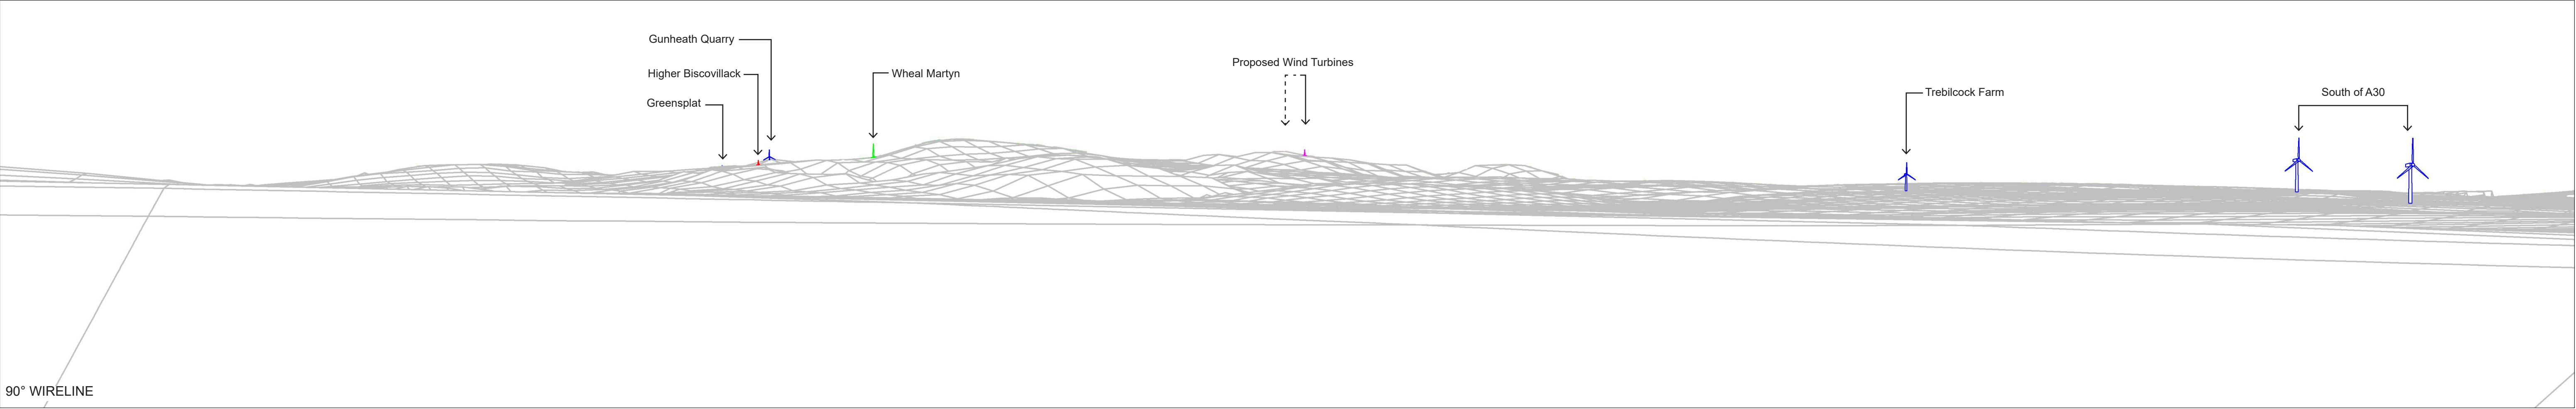 Gunheath Quarry
Higher Biscovillack
Greensplat
Wheal Martyn
Proposed Wind Turbines
Trebilcock Farm
South of A30
90° WIRELINE